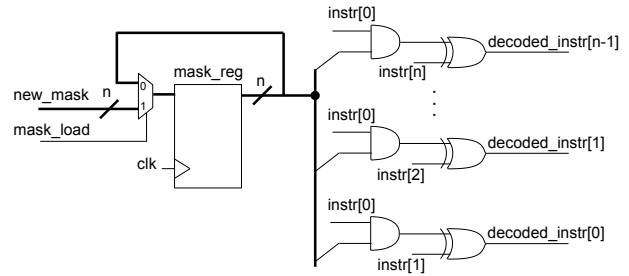 instr[0]
decoded_instr[n-1]
instr[n]
mask_reg
n
0
1
new_mask
n
mask_load
clk
instr[0]
decoded_instr[1]
instr[2]
instr[0]
decoded_instr[0]
instr[1]